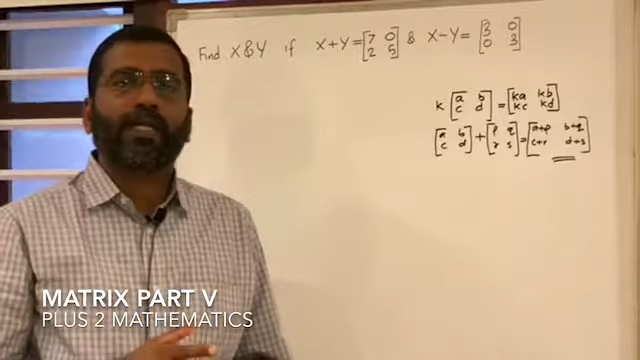 Find X & Y if X+Y = [7 0 & X-Y = [3 0
2 5] 0 3]
k [a b = [ka kb
c d] kc kd]
[a b + [p q = [a+p b+q
c d] r s] c+r d+s]
MATRIX PART V
PLUS 2 MATHEMATICS